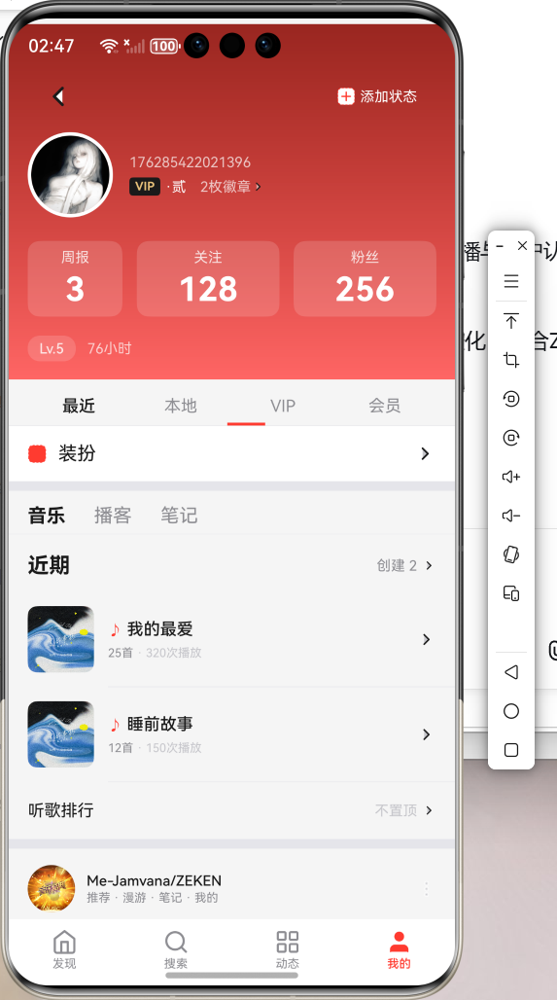 02:47
100
添加状态
176285422021396
VIP ·贰 2枚徽章
周报 关注 粉丝
3 128 256
Lv.5 76小时
最近 本地 VIP 会员
装扮
音乐 播客 笔记
近期 创建 2
我的最爱
25首 · 320次播放
睡前故事
12首 · 150次播放
听歌排行 不置顶
Me-Jamvana/ZEKEN
推荐 · 漫游 · 笔记 · 我的
发现 搜索 动态 我的
播
化